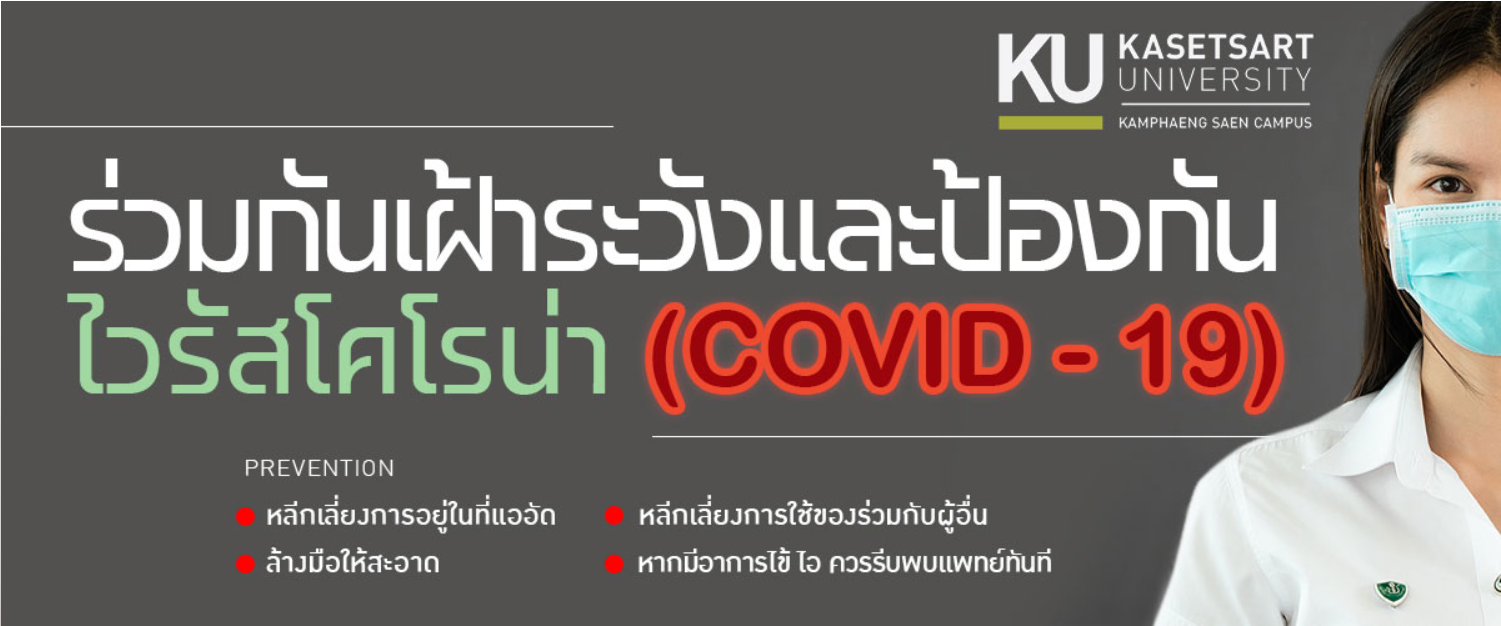 KU KASETSART
UNIVERSITY
KAMPHAENG SAEN CAMPUS
ร่วมกันเฝ้าระวังและป้องกัน
ไวรัสโคโรน่า (COVID - 19)
PREVENTION
หลีกเลี่ยงการอยู่ในที่แออัด
หลีกเลี่ยงการใช้ของร่วมกับผู้อื่น
ล้างมือให้สะอาด
หากมีอาการไข้ ไอ ควรรีบพบแพทย์ทันที